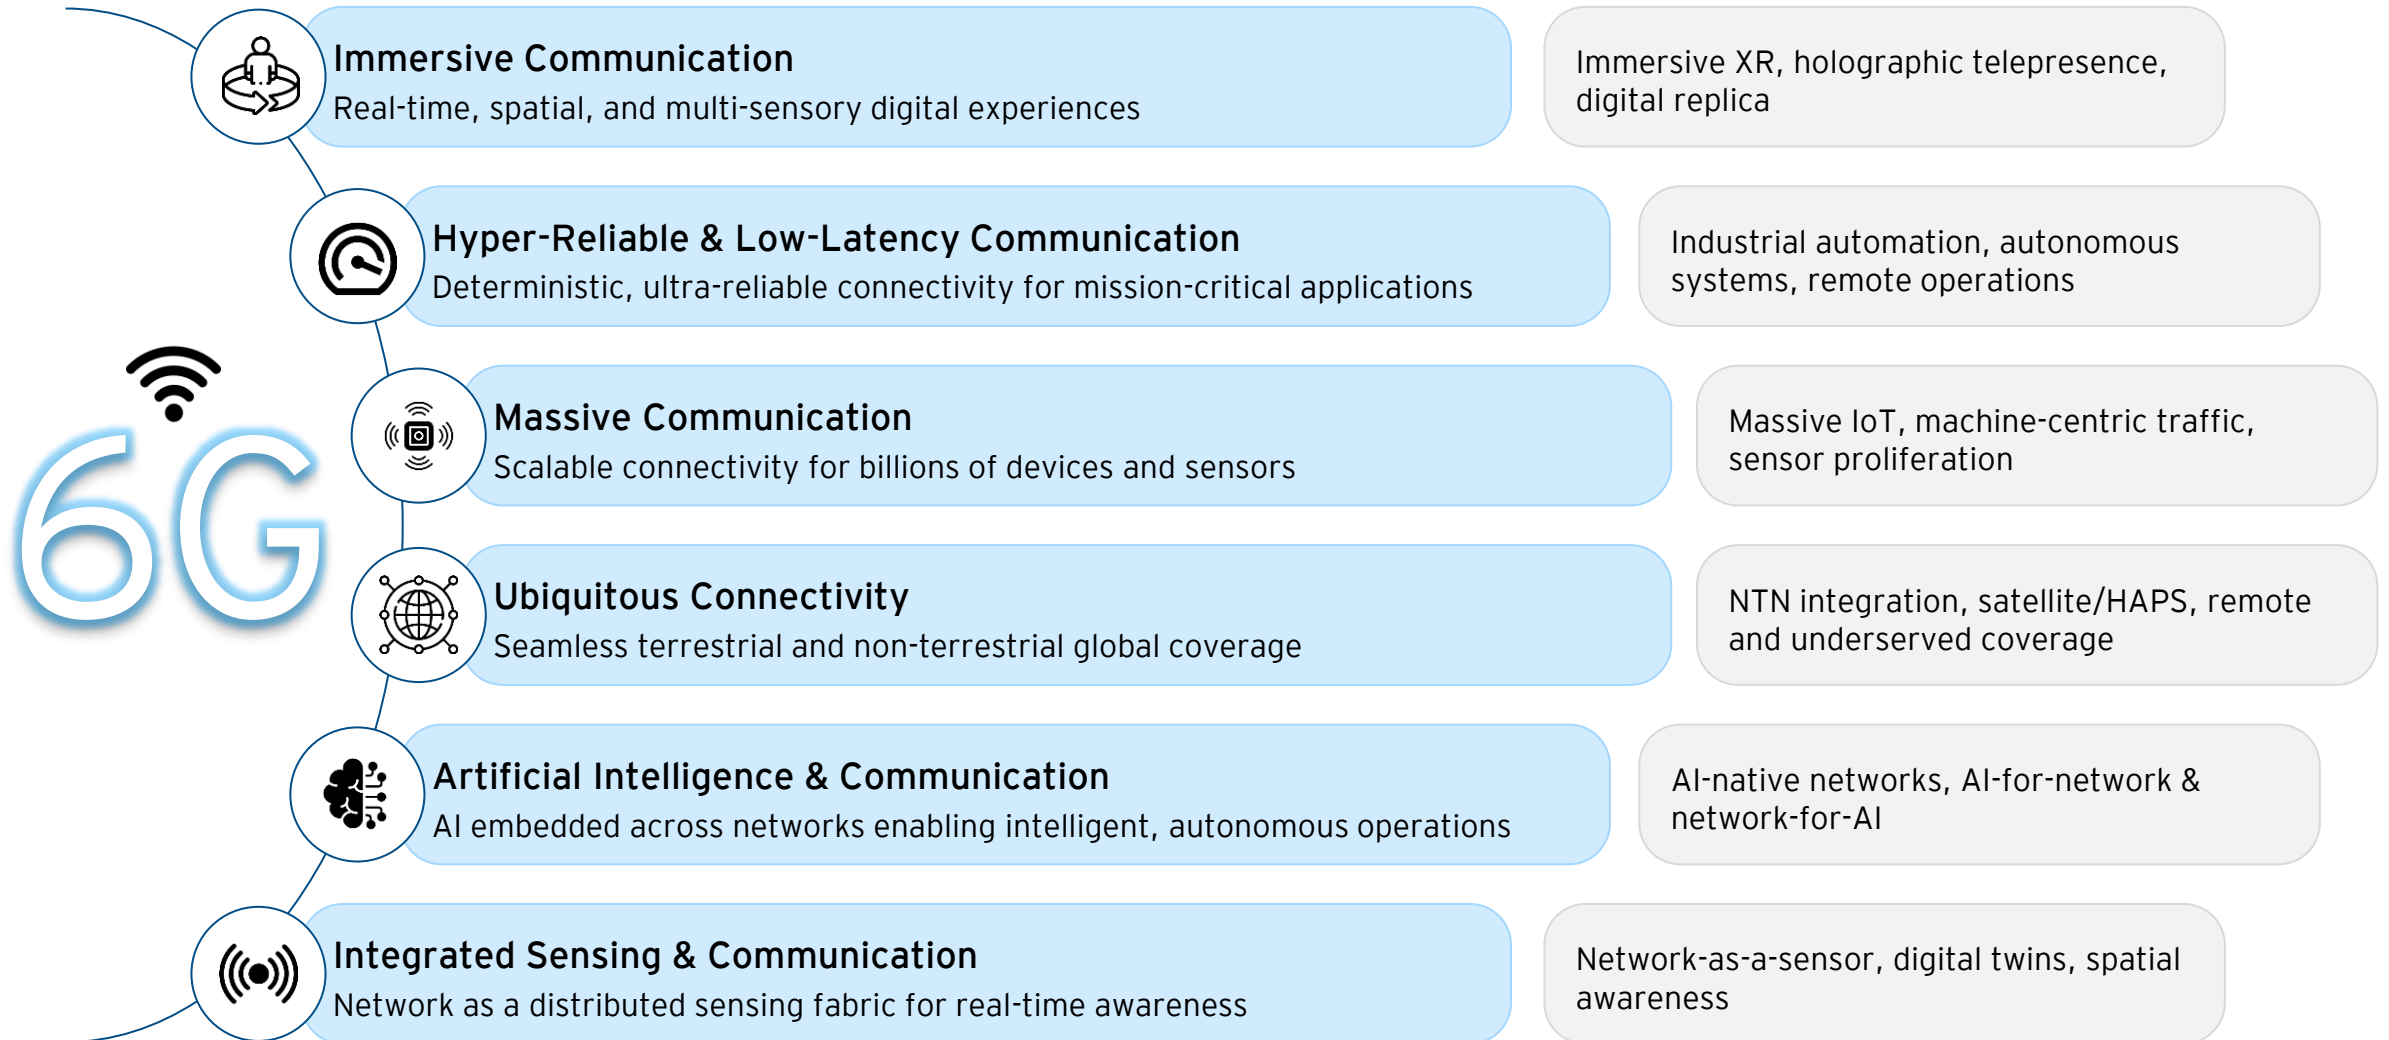 Immersive Communication
Real-time, spatial, and multi-sensory digital experiences
Immersive XR, holographic telepresence,
digital replica
Hyper-Reliable & Low-Latency Communication
Deterministic, ultra-reliable connectivity for mission-critical applications
Industrial automation, autonomous
systems, remote operations
6G
Massive Communication
Scalable connectivity for billions of devices and sensors
Massive IoT, machine-centric traffic,
sensor proliferation
Ubiquitous Connectivity
Seamless terrestrial and non-terrestrial global coverage
NTN integration, satellite/HAPS, remote
and underserved coverage
Artificial Intelligence & Communication
AI embedded across networks enabling intelligent, autonomous operations
AI-native networks, AI-for-network &
network-for-AI
Integrated Sensing & Communication
Network as a distributed sensing fabric for real-time awareness
Network-as-a-sensor, digital twins, spatial
awareness